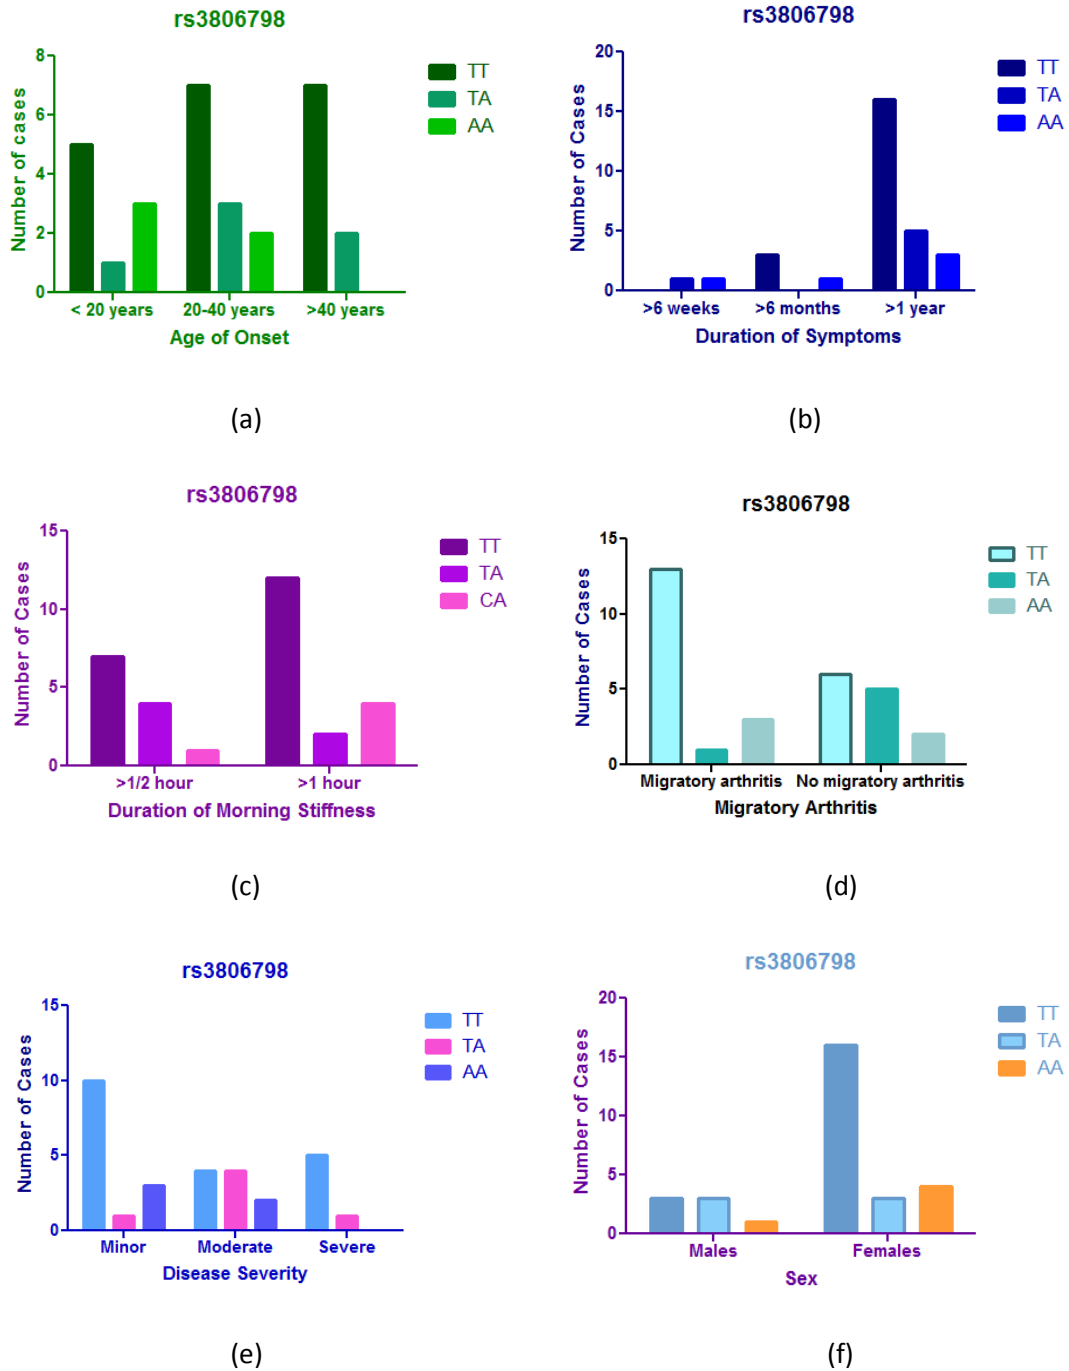 rs3806798
Number of cases
8
6
4
2
0
< 20 years 20-40 years >40 years
Age of Onset
TT
TA
AA
(a)
rs3806798
Number of Cases
20
15
10
5
0
>6 weeks >6 months >1 year
Duration of Symptoms
TT
TA
AA
(b)
rs3806798
Number of Cases
15
10
5
0
>1/2 hour >1 hour
Duration of Morning Stiffness
TT
TA
CA
(c)
rs3806798
Number of Cases
15
10
5
0
Migratory arthritis No migratory arthritis
Migratory Arthritis
TT
TA
AA
(d)
rs3806798
Number of Cases
15
10
5
0
Minor Moderate Severe
Disease Severity
TT
TA
AA
(e)
rs3806798
Number of Cases
20
15
10
5
0
Males Females
Sex
TT
TA
AA
(f)